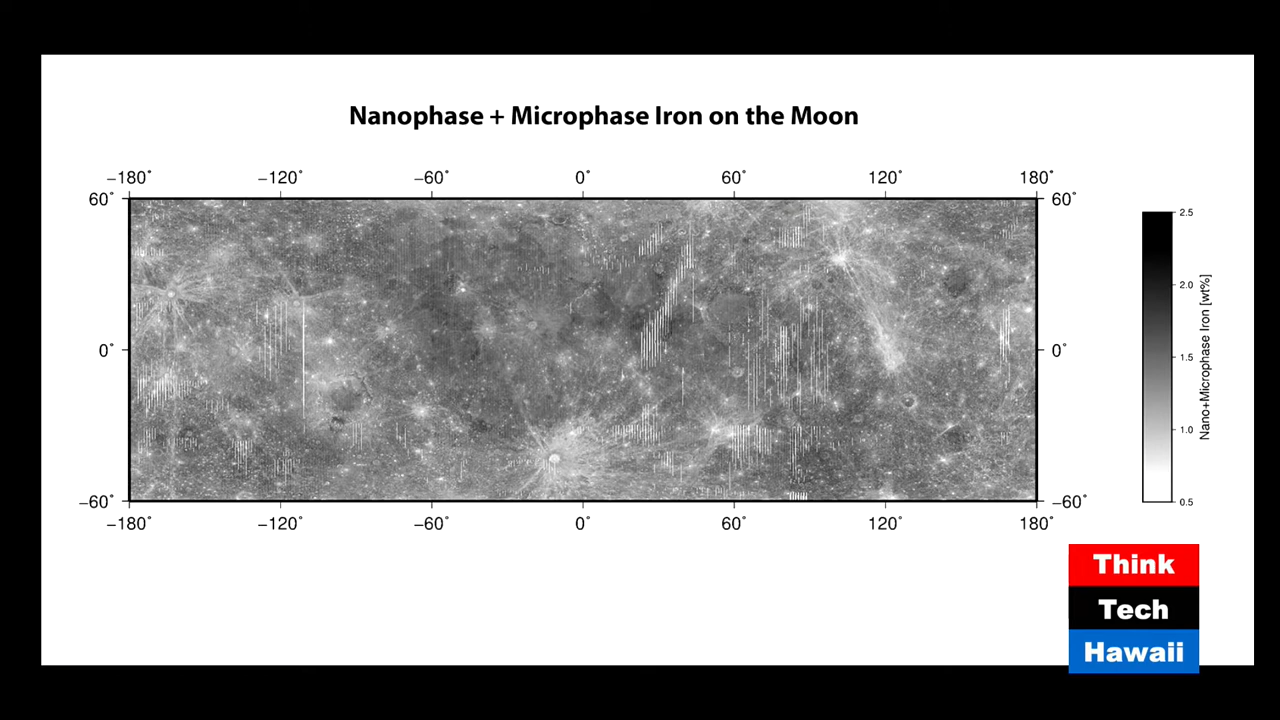 Nanophase + Microphase Iron on the Moon
−180˚ −120˚ −60˚ 0˚ 60˚ 120˚ 180˚
60˚ 60˚
2.5
2.0
1.5
0˚ 0˚
1.0
0.5
Nano+Microphase Iron [wt%]
−60˚ −60˚
−180˚ −120˚ −60˚ 0˚ 60˚ 120˚ 180˚
Think
Tech
Hawaii